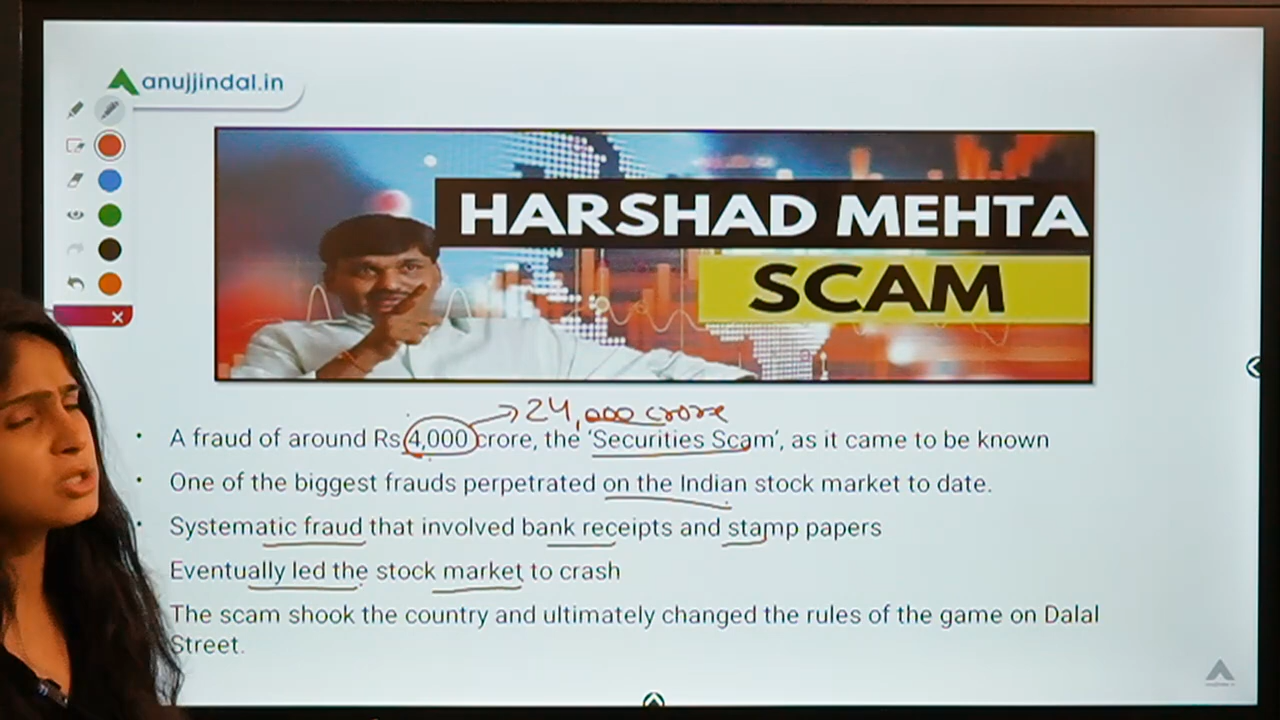 anujjindal.in
HARSHAD MEHTA
SCAM
24,000 crore
• A fraud of around Rs 4,000 crore, the ‘Securities Scam’, as it came to be known
• One of the biggest frauds perpetrated on the Indian stock market to date.
• Systematic fraud that involved bank receipts and stamp papers
Eventually led the stock market to crash
The scam shook the country and ultimately changed the rules of the game on Dalal
Street.